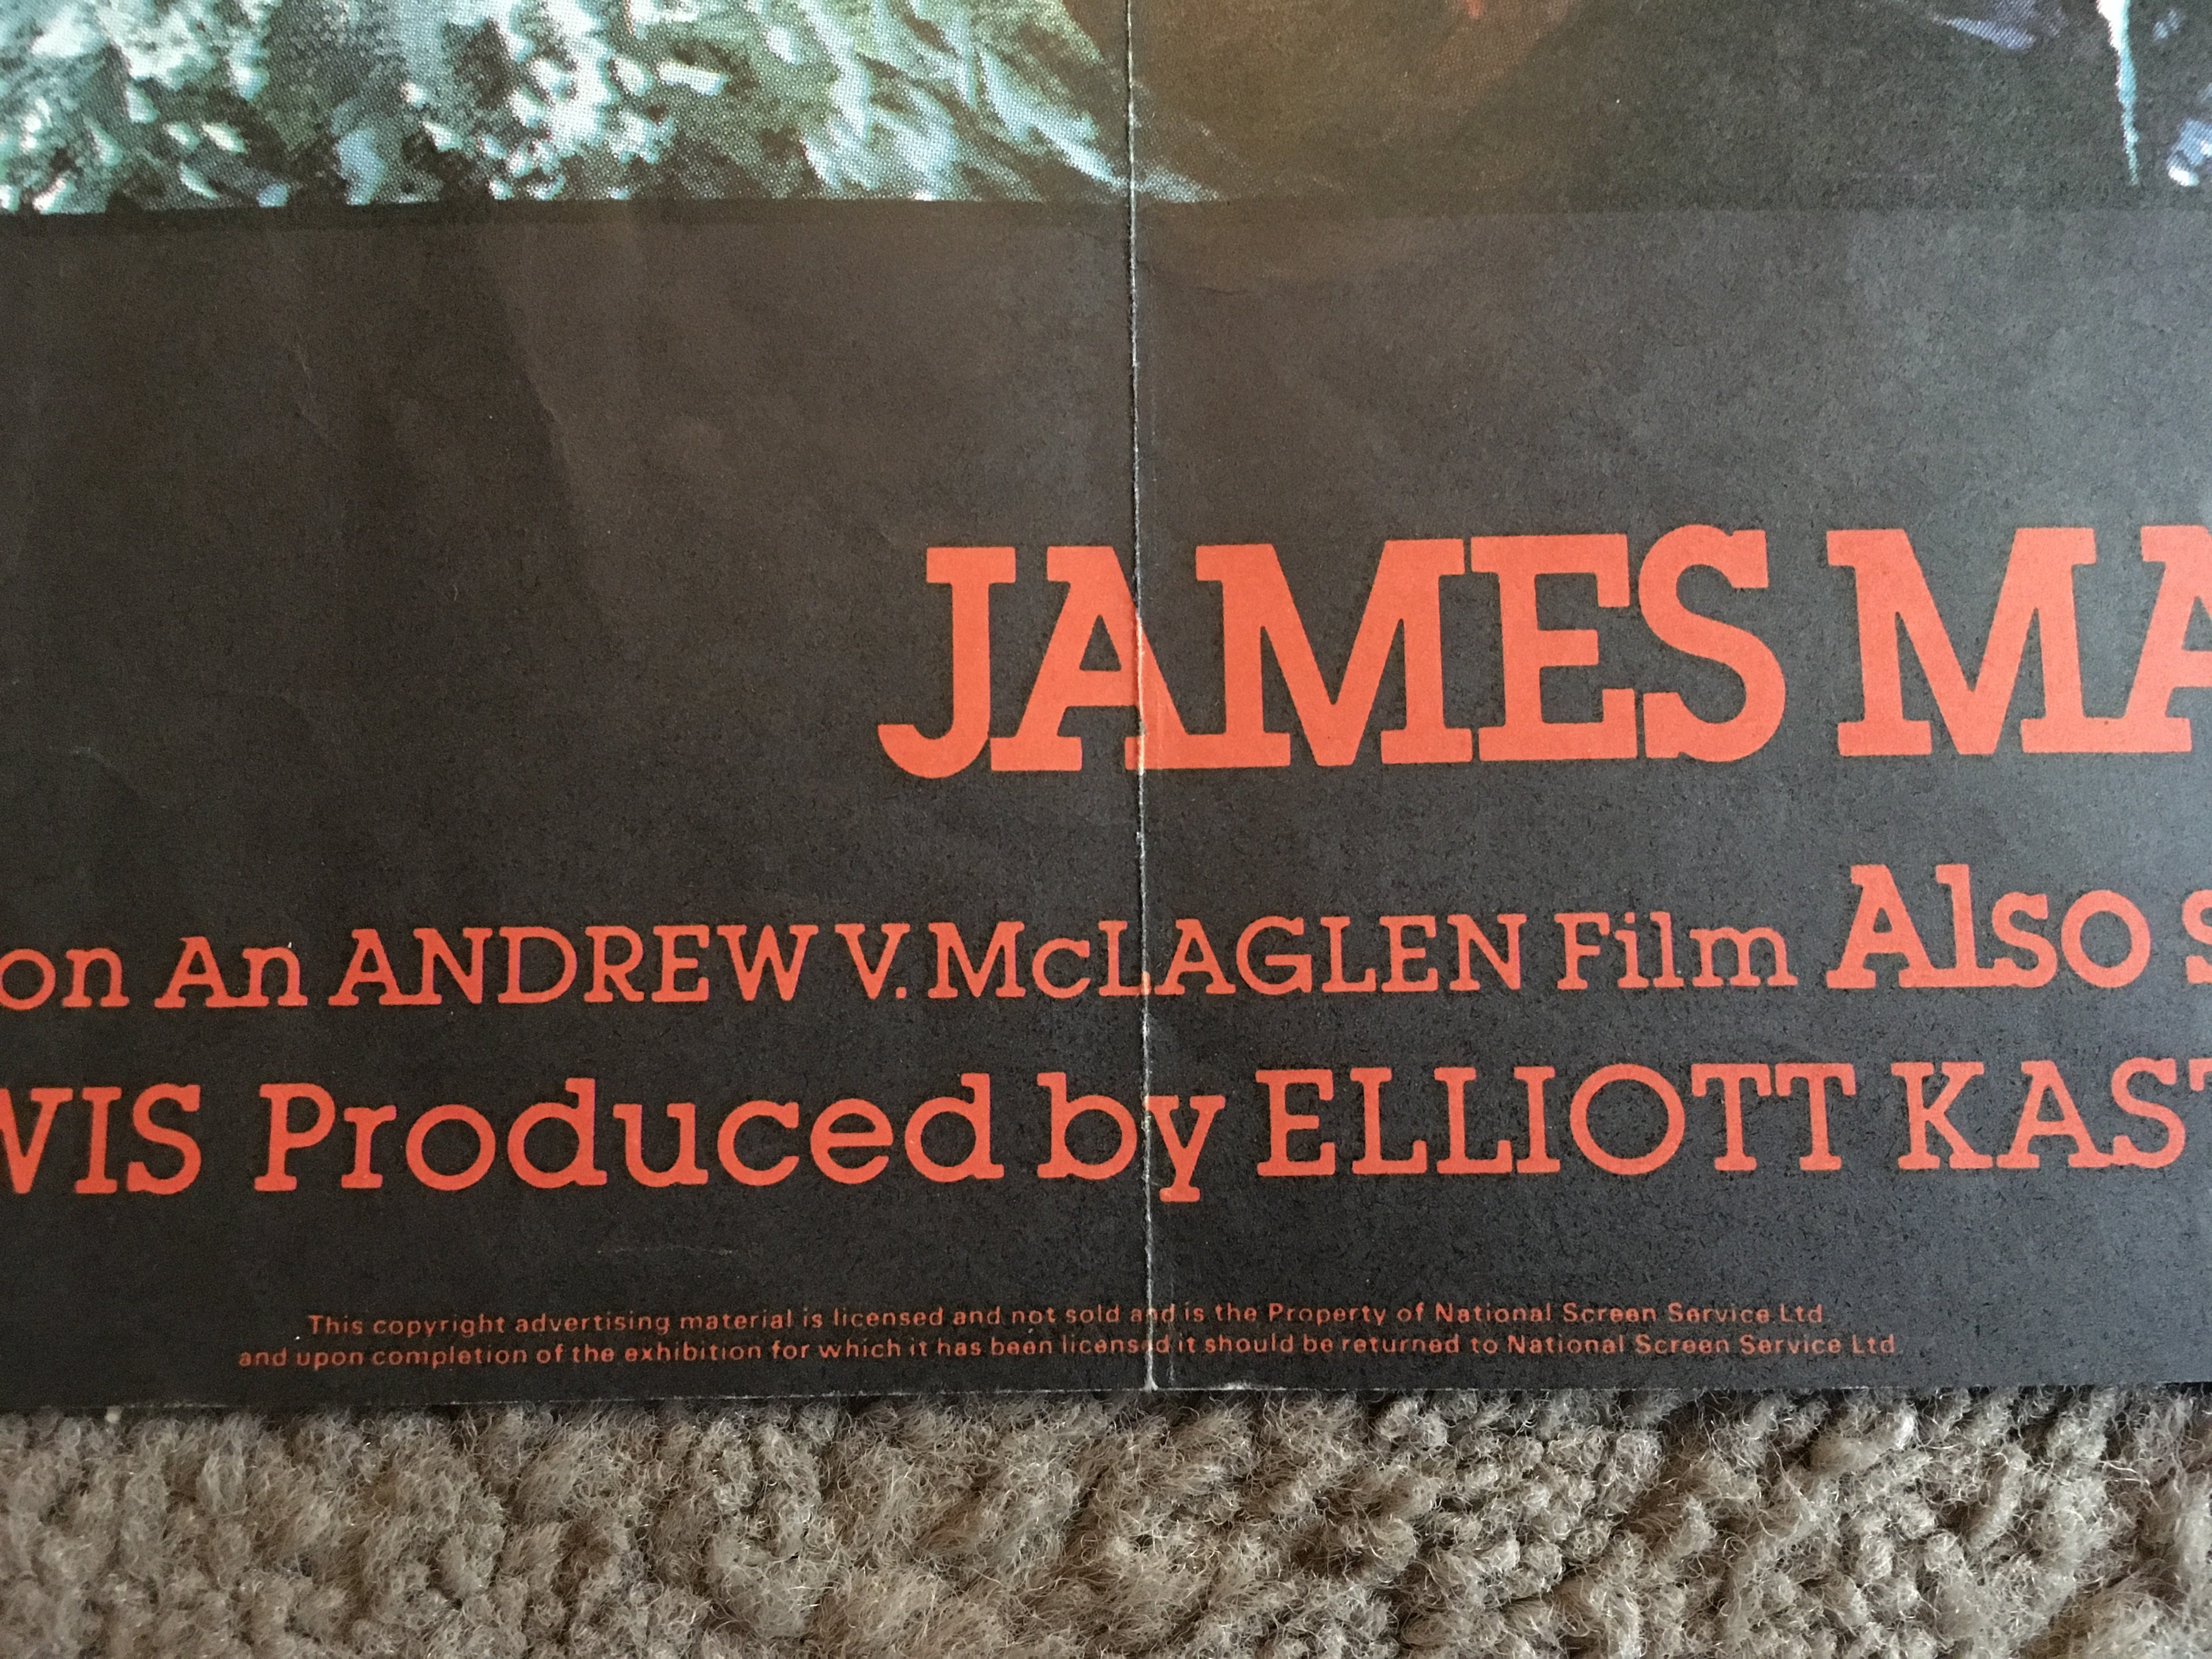 JAMES MA
on An ANDREW V. McLAGLEN Film Also s
WIS Produced by ELLIOTT KAST
This copyright advertising material is licensed and not sold and is the Property of National Screen Service Ltd
and upon completion of the exhibition for which it has been licensed it should be returned to National Screen Service Ltd